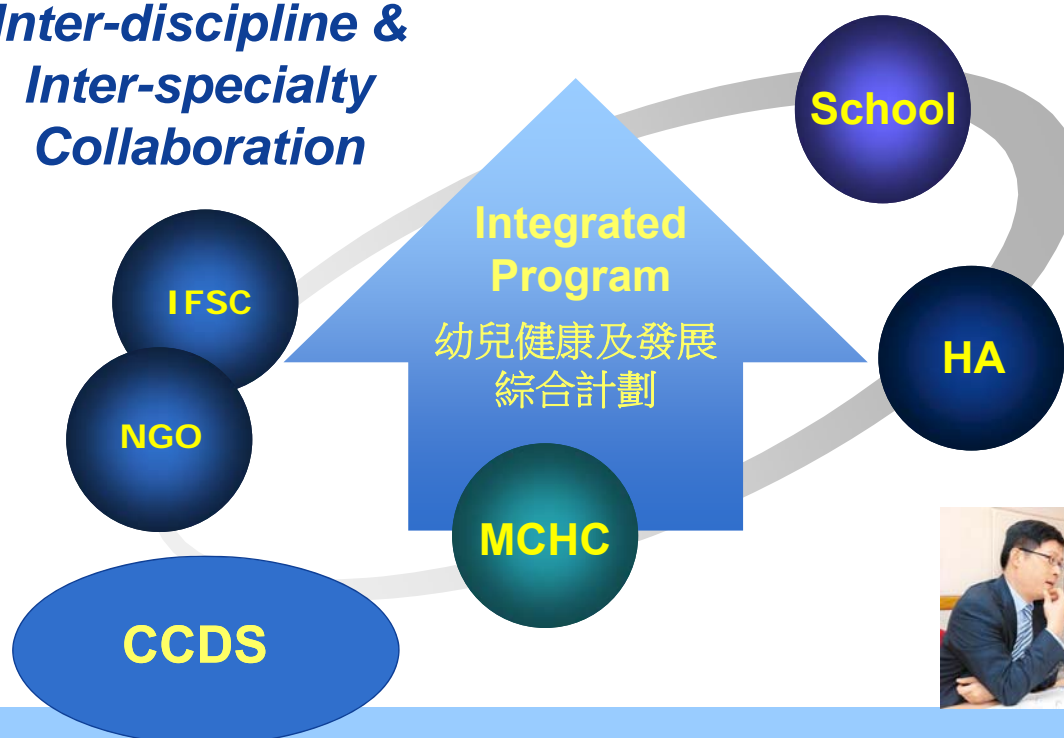 Inter-discipline &
Inter-specialty
Collaboration
School
Integrated
Program
幼兒健康及發展
綜合計劃
IFSC
HA
NGO
MCHC
CCDS